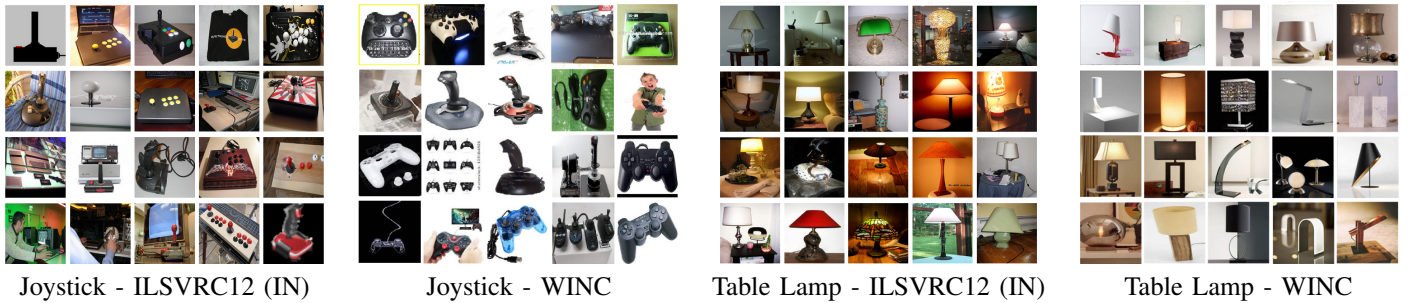 Joystick - ILSVRC12 (IN)
Joystick - WINC
Table Lamp - ILSVRC12 (IN)
Table Lamp - WINC